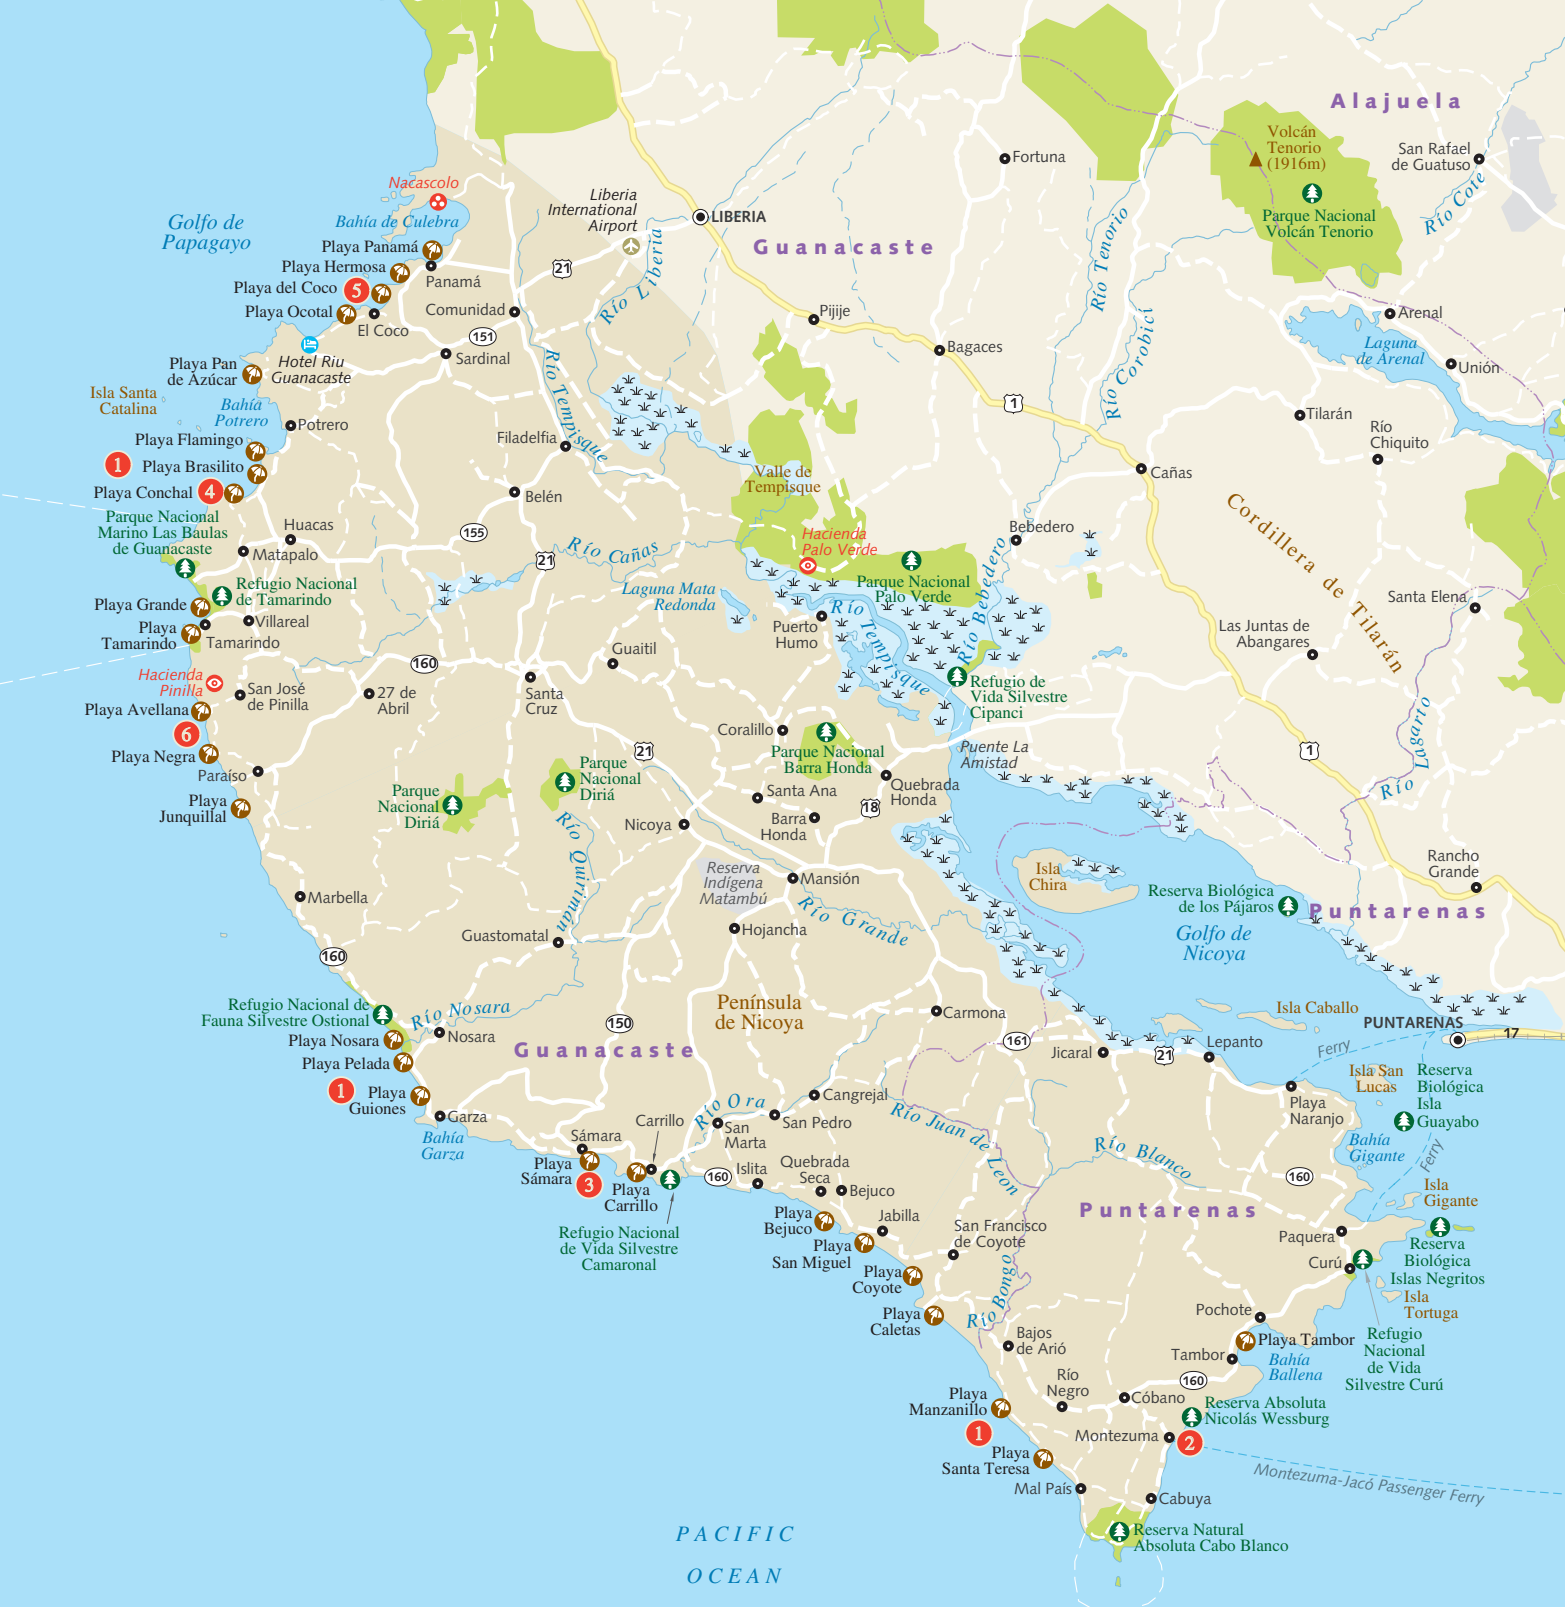 Alajuela
Volcán
Tenorio
(1916m)
San Rafael
de Guatuso
Fortuna
Río Cote
Parque Nacional
Volcán Tenorio
Nacascolo
Golfo de
Papagayo
Bahía de Culebra
Liberia
International
Airport
LIBERIA
Guanacaste
Río Liberia
Río Tenorio
Río Corobicí
Playa Panamá
Playa Hermosa
Panamá
Playa del Coco
5
Playa Ocotal
El Coco
21
Comunidad
151
Sardinal
Hotel Riu
Guanacaste
Pijije
Bagaces
Arenal
Laguna
de Arenal
Unión
Playa Pan
de Azúcar
Isla Santa
Catalina
Bahía
Potrero
Potrero
Río Tempisque
1
Tilarán
Río
Chiquito
Playa Flamingo
1
Playa Brasilito
Playa Conchal
4
Filadelfia
Belén
Valle de
Tempisque
Cañas
Cordillera de Tilarán
Parque Nacional
Marino Las Baulas
de Guanacaste
Huacas
Matapalo
155
21
Río Cañas
Hacienda
Palo Verde
Bebedero
Río Bebedero
Parque Nacional
Palo Verde
Refugio Nacional
de Tamarindo
Laguna Mata
Redonda
Playa Grande
Villareal
Playa
Tamarindo
Tamarindo
Puerto
Humo
Río Tempisque
Santa Elena
Las Juntas de
Abangares
Hacienda
Pinilla
San José
de Pinilla
27 de
Abril
160
Guaitil
Santa
Cruz
Refugio de
Vida Silvestre
Cipanci
Playa Avellana
6
Playa Negra
Paraíso
21
Coralillo
Parque Nacional
Barra Honda
Puente La
Amistad
1
Río Lagarto
Playa
Junquillal
Parque
Nacional
Diriá
Parque
Nacional
Diriá
Santa Ana
Quebrada
Honda
18
Nicoya
Barra
Honda
Río Quirimán
Reserva
Indígena
Matambú
Mansión
Isla
Chira
Rancho
Grande
Reserva Biológica
de los Pájaros
Puntarenas
Golfo de
Nicoya
Marbella
Guastomatal
Hojancha
Río Grande
160
Refugio Nacional de
Fauna Silvestre Ostional
Río Nosara
Península
de Nicoya
Carmona
Isla Caballo
PUNTARENAS
17
Playa Nosara
Nosara
150
Guanacaste
161
Jicaral
21
Lepanto
Ferry
Playa Pelada
1
Playa
Guiones
Garza
Bahía
Garza
Isla San
Lucas
Reserva
Biológica
Isla
Guayabo
Playa
Naranjo
Cangrejal
Río Ora
San
Marta
San Pedro
Río Juan de Leon
Bahía
Gigante
Ferry
Carrillo
Sámara
Playa
Sámara
3
Playa
Carrillo
160
Islita
Quebrada
Seca
Bejuco
Río Blanco
160
Isla
Gigante
Refugio Nacional
de Vida Silvestre
Camaronal
Playa
Bejuco
Jabilla
Playa
San Miguel
San Francisco
de Coyote
Puntarenas
Paquera
Reserva
Biológica
Islas Negritos
Curú
Playa
Coyote
Playa
Caletas
Río Bongo
Isla
Tortuga
Pochote
Playa Tambor
Refugio
Nacional
de Vida
Silvestre Curú
Bajos
de Arió
Tambor
Bahía
Ballena
Río
Negro
160
Cóbano
Playa
Manzanillo
1
Reserva Absoluta
Nicolás Wessburg
Montezuma
2
Playa
Santa Teresa
Mal País
Cabuya
Montezuma-Jacó Passenger Ferry
Reserva Natural
Absoluta Cabo Blanco
PACIFIC
OCEAN